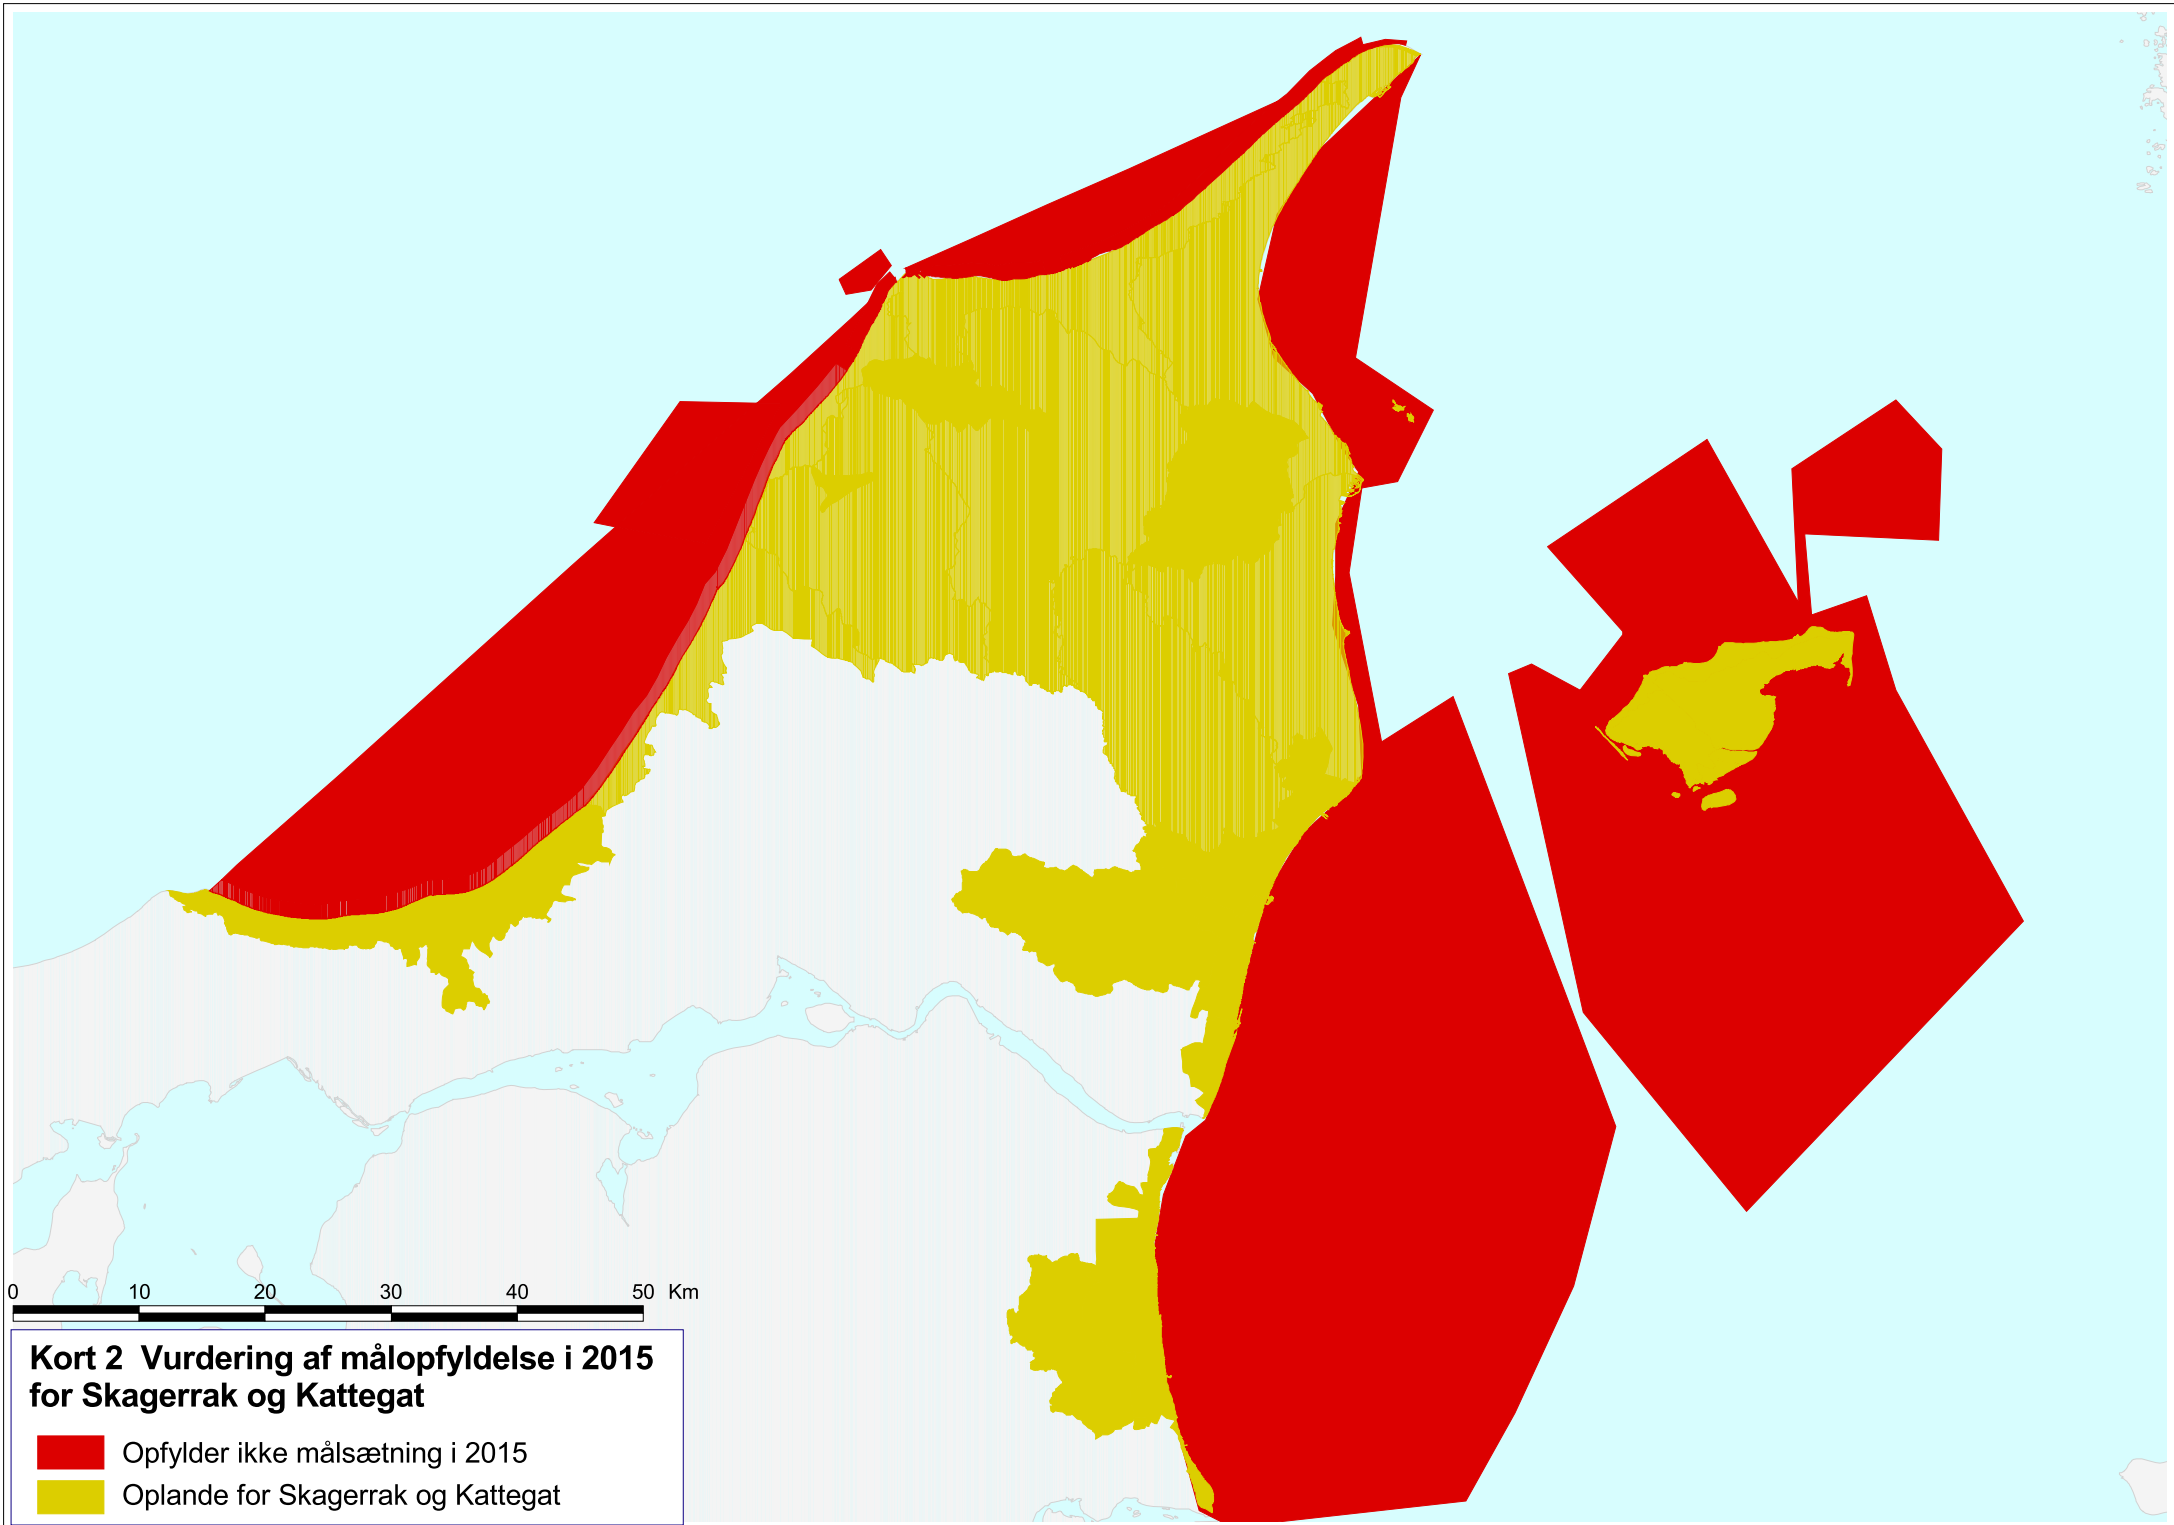 0 10 20 30 40 50 Km
Kort 2 Vurdering af målopfyldelse i 2015
for Skagerrak og Kattegat
Opfylder ikke målsætning i 2015
Oplande for Skagerrak og Kattegat